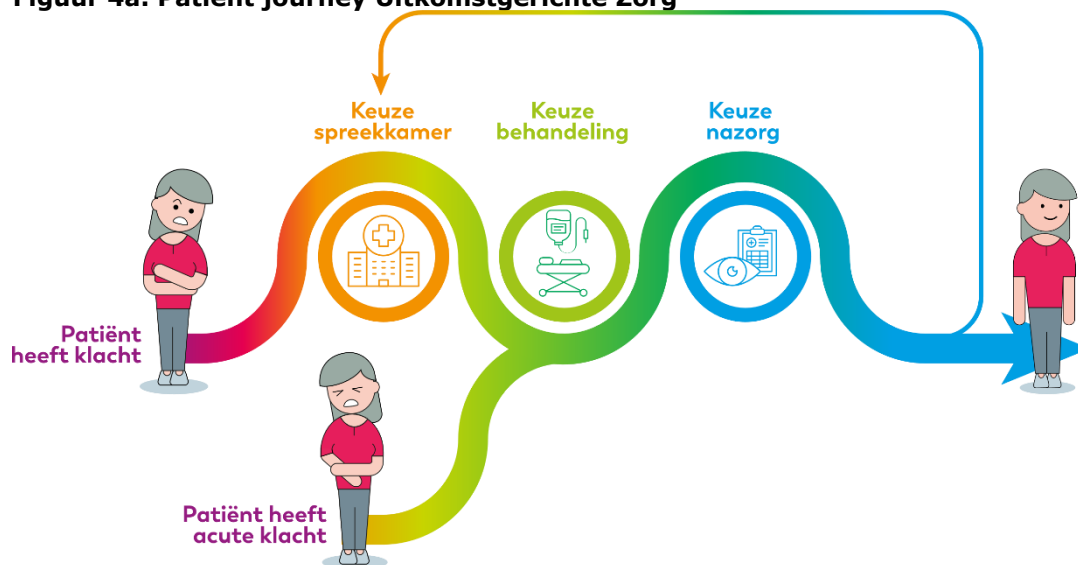 Figuur 4a. Patiënt journey Uitkomstgerichte Zorg
Keuze
spreekkamer
Keuze
behandeling
Keuze
nazorg
Patiënt
heeft klacht
Patiënt heeft
acute klacht